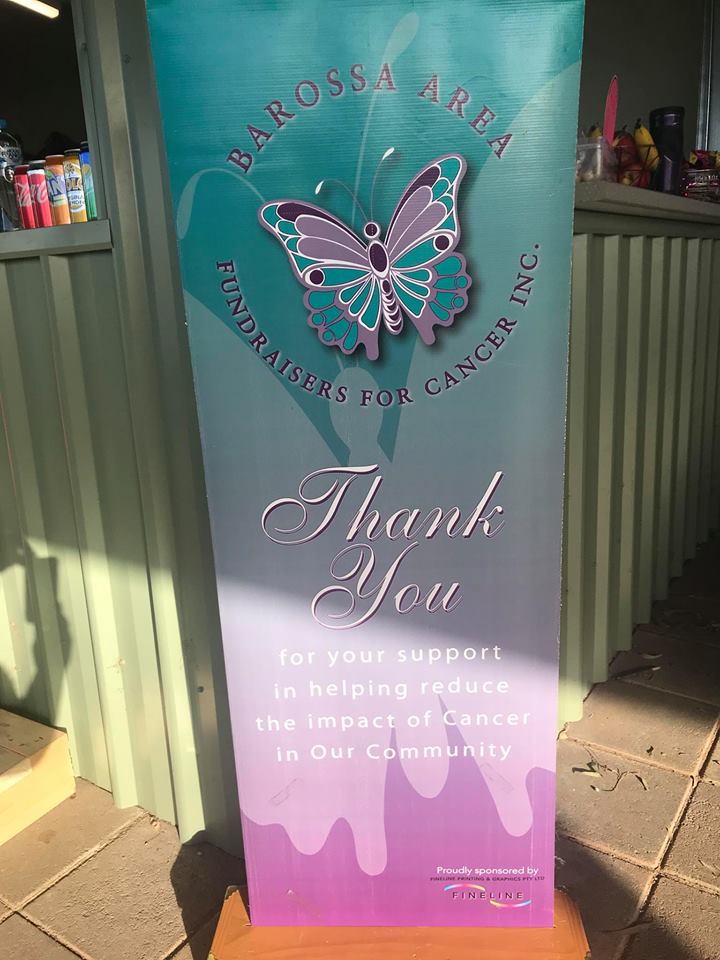 BAROSSA AREA
FUNDRAISERS FOR CANCER INC.
Thank
You
for your support
in helping reduce
the impact of Cancer
in Our Community
Proudly sponsored by
FINELINE PRINTING & GRAPHICS PTY LTD
FINELINE